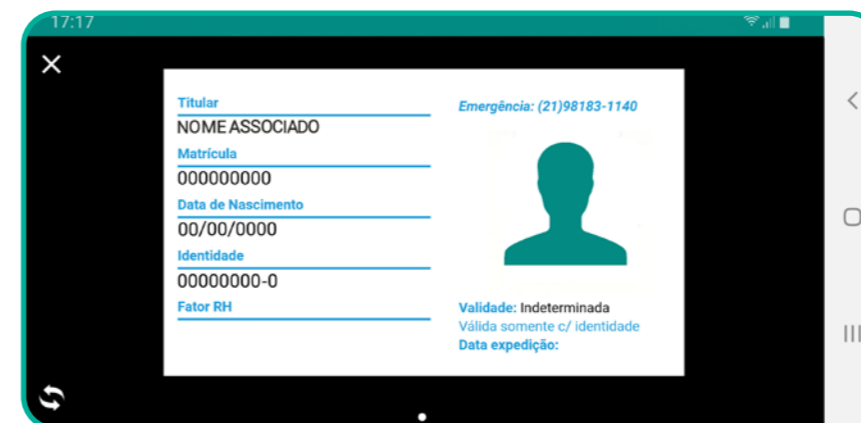 17:17
Titular
NOME ASSOCIADO
Matrícula
000000000
Data de Nascimento
00/00/0000
Identidade
00000000-0
Fator RH
Emergência: (21)98183-1140
Validade: Indeterminada
Válida somente c/ identidade
Data expedição: